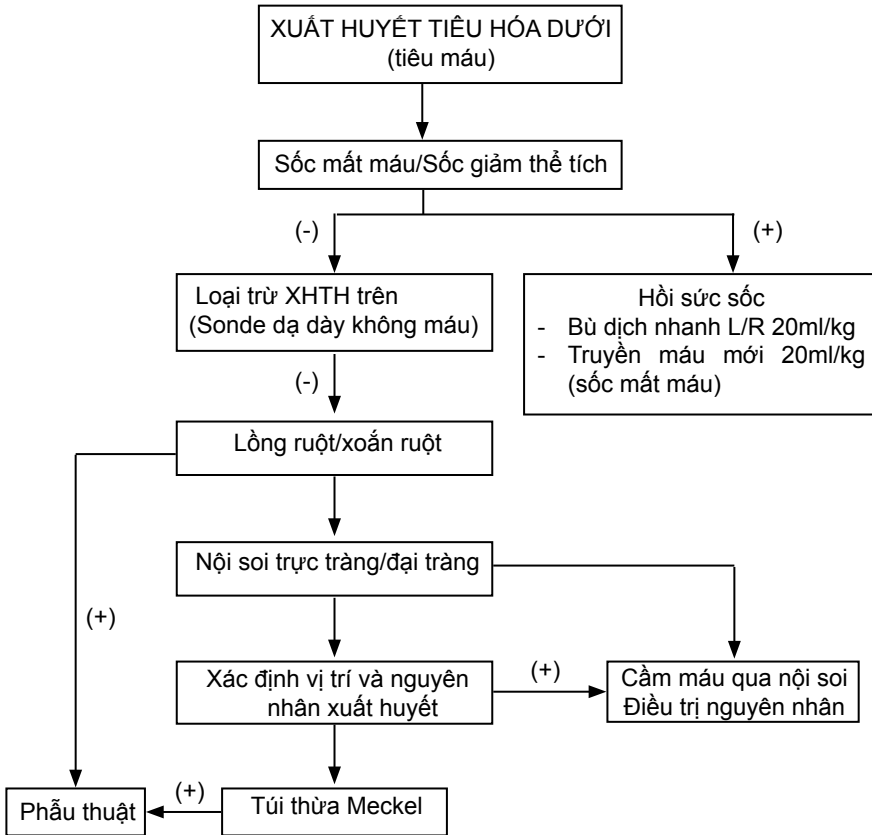 XUẤT HUYẾT TIÊU HÓA DƯỚI
(tiêu máu)
Sốc mất máu/Sốc giảm thể tích
(-)
(+)
Loại trừ XHTH trên
(Sonde dạ dày không máu)
Hồi sức sốc
- Bù dịch nhanh L/R 20ml/kg
- Truyền máu mới 20ml/kg
(sốc mất máu)
(-)
Lồng ruột/xoắn ruột
Nội soi trực tràng/đại tràng
(+)
Xác định vị trí và nguyên
nhân xuất huyết
(+)
Cầm máu qua nội soi
Điều trị nguyên nhân
Phẫu thuật
(+)
Túi thừa Meckel